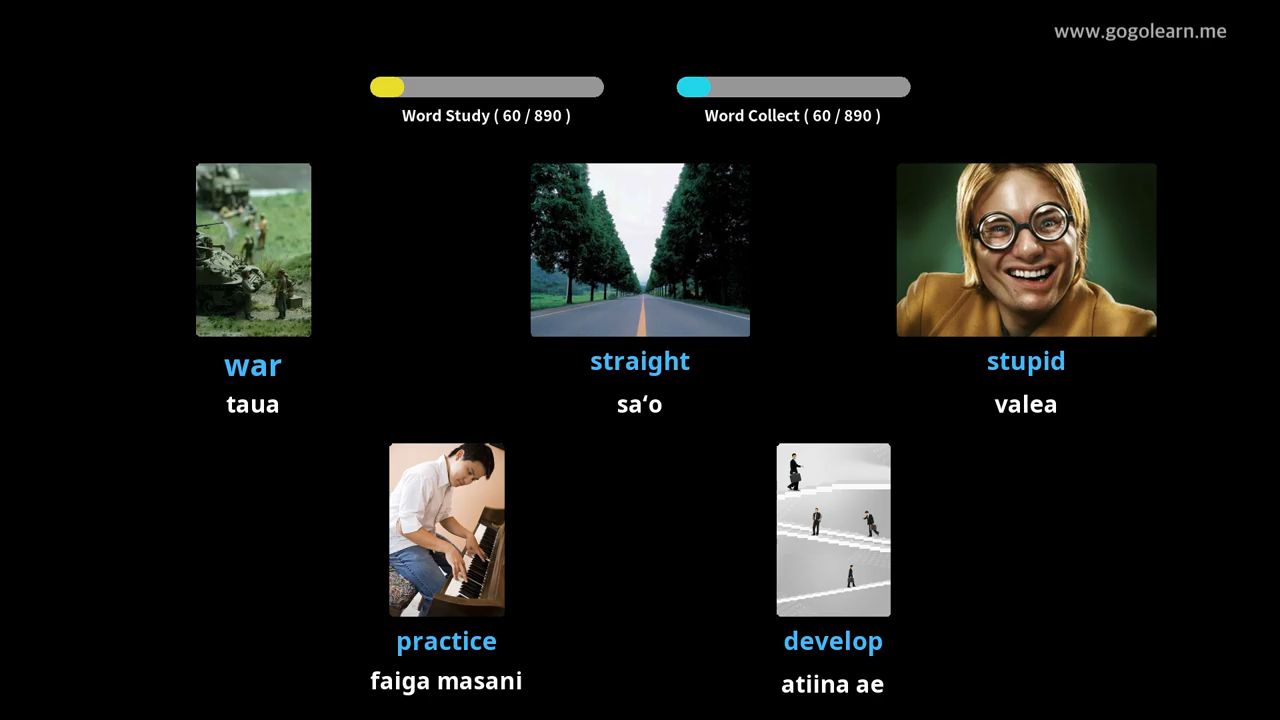 www.gogolearn.me
Word Study ( 60 / 890 )
Word Collect ( 60 / 890 )
war
taua
straight
saʻo
stupid
valea
practice
faiga masani
develop
atiina ae